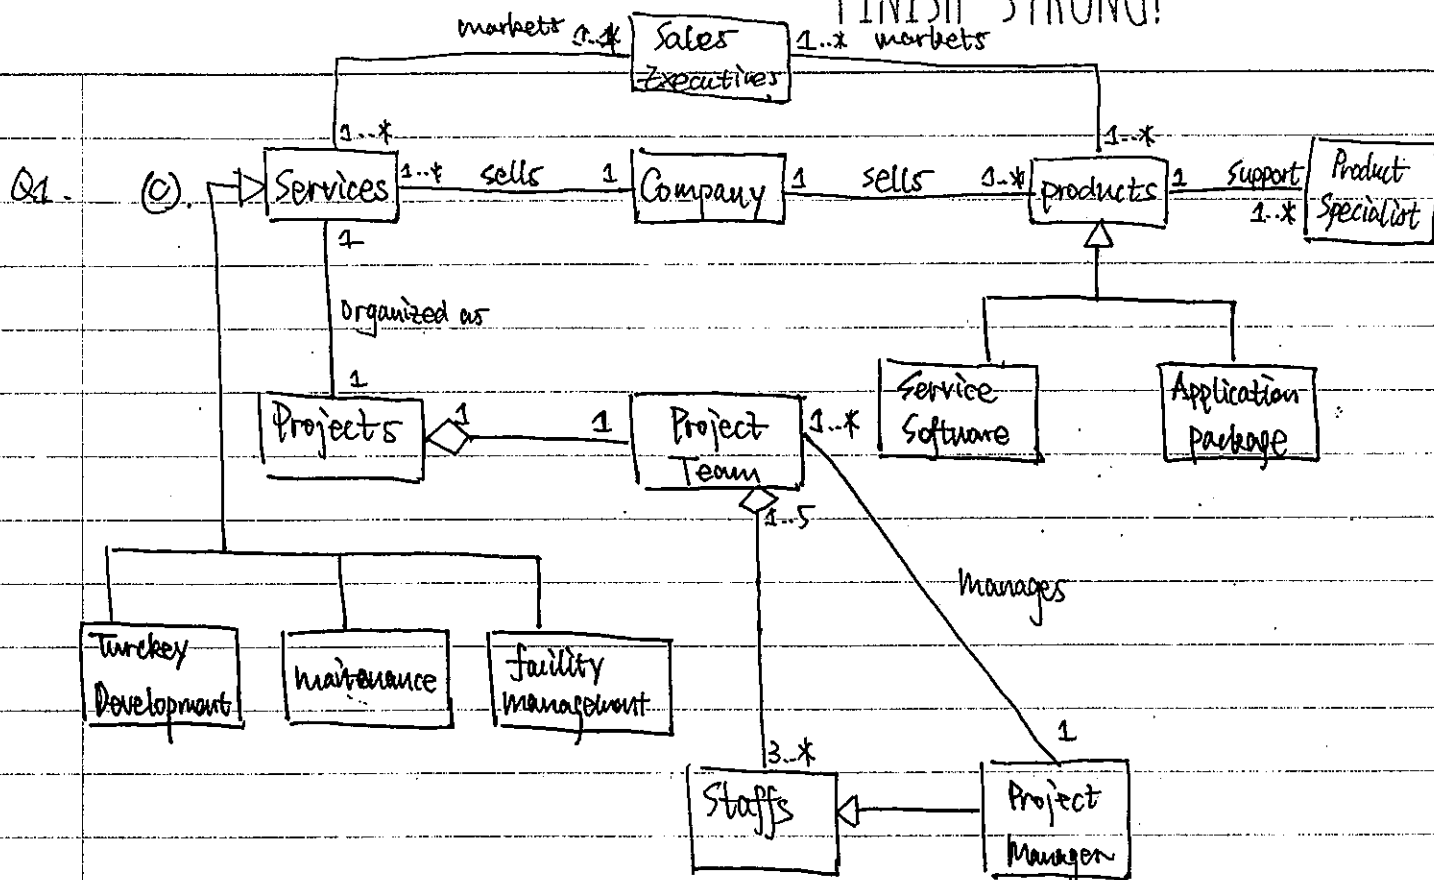 FINISH STRONG!
markets 1..* Sales 1..* markets
Executives
1..* 1..*
Q1. (C). Services 1..* sells 1 Company 1 sells 1..* products 1 Support Product
1..* Specialist
1
Organized as
1
Projects 1 1 Project 1..* Service Application
Team Software package
1..5
manages
Turckey maitenance facility
Development management
1
3..*
Staffs Project
Manager